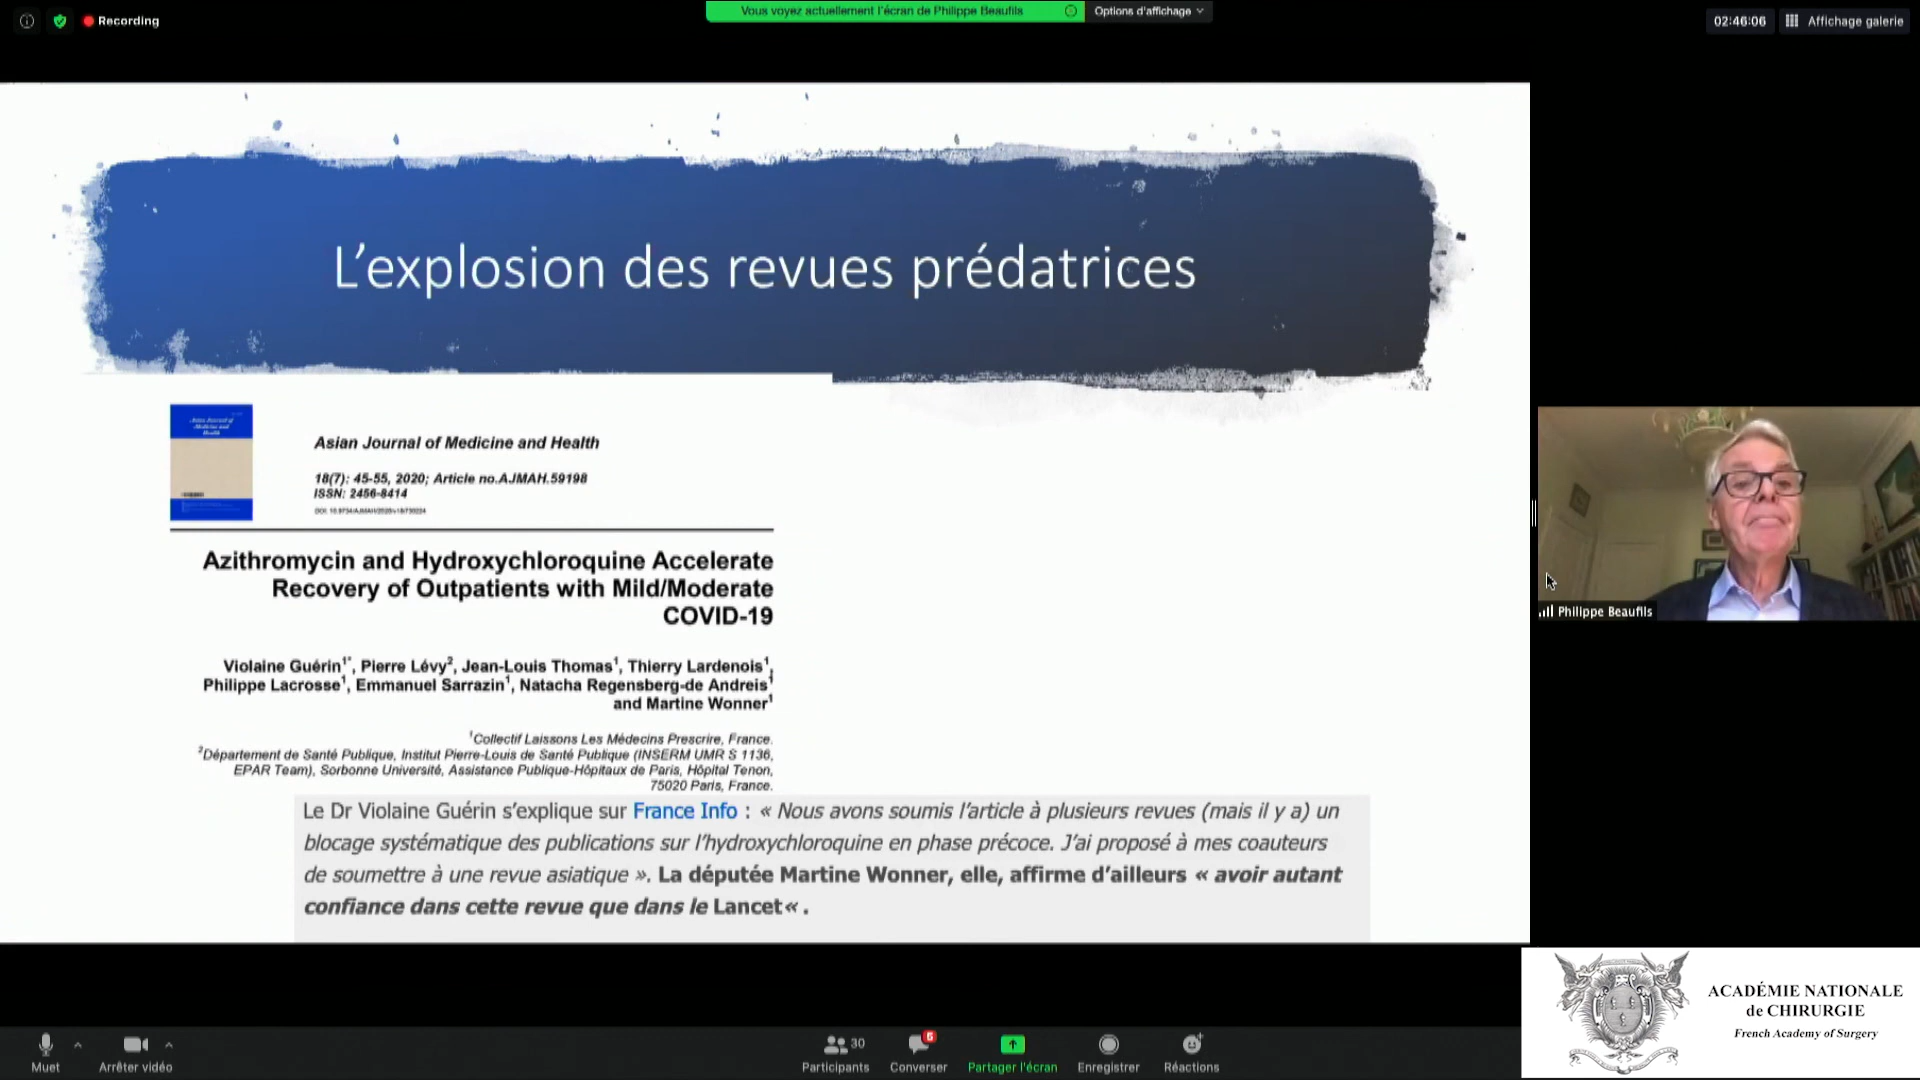 Recording
Vous voyez actuellement l'écran de Philippe Beaufils
Options d'affichage
02:46:06
Affichage galerie
L'explosion des revues prédatrices
Asian Journal of Medicine and Health
Asian Journal of Medicine and Health
18(7): 45-55, 2020; Article no.AJMAH.59198
ISSN: 2456-8414
Azithromycin and Hydroxychloroquine Accelerate
Recovery of Outpatients with Mild/Moderate
COVID-19
Violaine Guérin1*, Pierre Lévy2, Jean-Louis Thomas1, Thierry Lardenois1,
Philippe Lacrosse1, Emmanuel Sarrazin1, Natacha Regensberg-de Andreis1
and Martine Wonner1
1Collectif Laissons Les Médecins Prescrire, France.
2Département de Santé Publique, Institut Pierre-Louis de Santé Publique (INSERM UMR S 1136,
EPAR Team), Sorbonne Université, Assistance Publique-Hôpitaux de Paris, Hôpital Tenon,
75020 Paris, France.
Le Dr Violaine Guérin s'explique sur France Info : « Nous avons soumis l'article à plusieurs revues (mais il y a) un
blocage systématique des publications sur l'hydroxychloroquine en phase précoce. J'ai proposé à mes coauteurs
de soumettre à une revue asiatique ». La députée Martine Wonner, elle, affirme d'ailleurs « avoir autant
confiance dans cette revue que dans le Lancet« .
Philippe Beaufils
ACADÉMIE NATIONALE
de CHIRURGIE
French Academy of Surgery
Muet
Arrêter vidéo
Participants
30
Converser
6
Partager l'écran
Enregistrer
Réactions